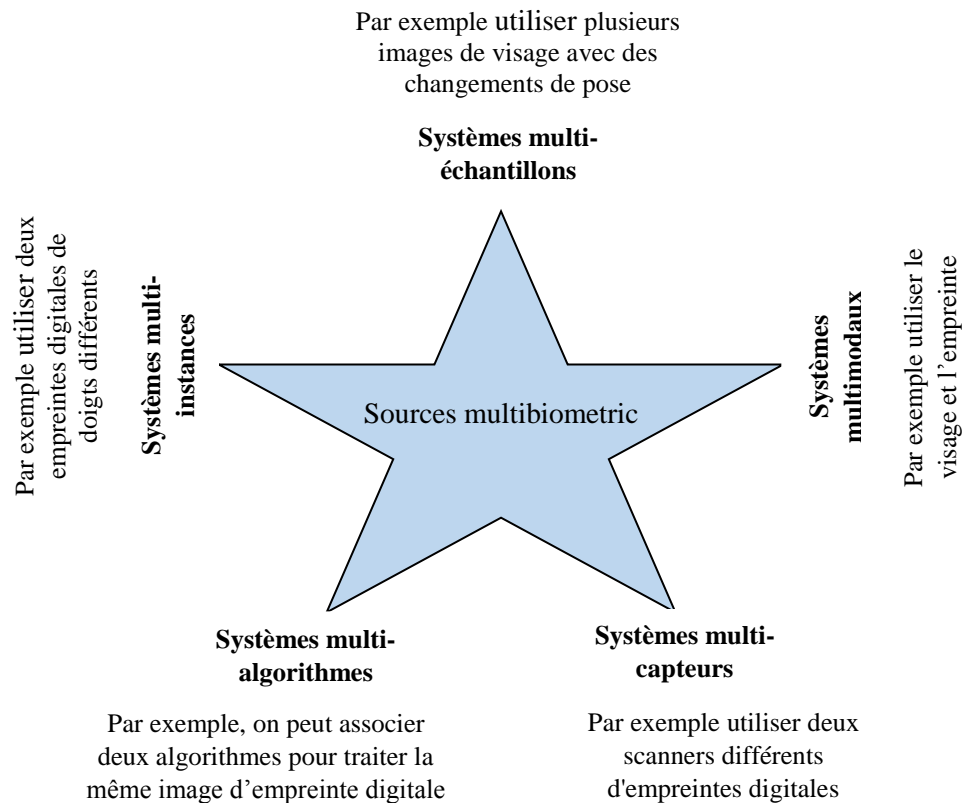 Par exemple utiliser plusieurs
images de visage avec des
changements de pose
Systèmes multi-
échantillons
Par exemple utiliser deux
empreintes digitales de
doigts différents
Systèmes multi-
instances
Sources multibiometric
Systèmes
multimodaux
Par exemple utiliser le
visage et l’empreinte
Systèmes multi-
algorithmes
Par exemple, on peut associer
deux algorithmes pour traiter la
même image d’empreinte digitale
Systèmes multi-
capteurs
Par exemple utiliser deux
scanners différents
d'empreintes digitales